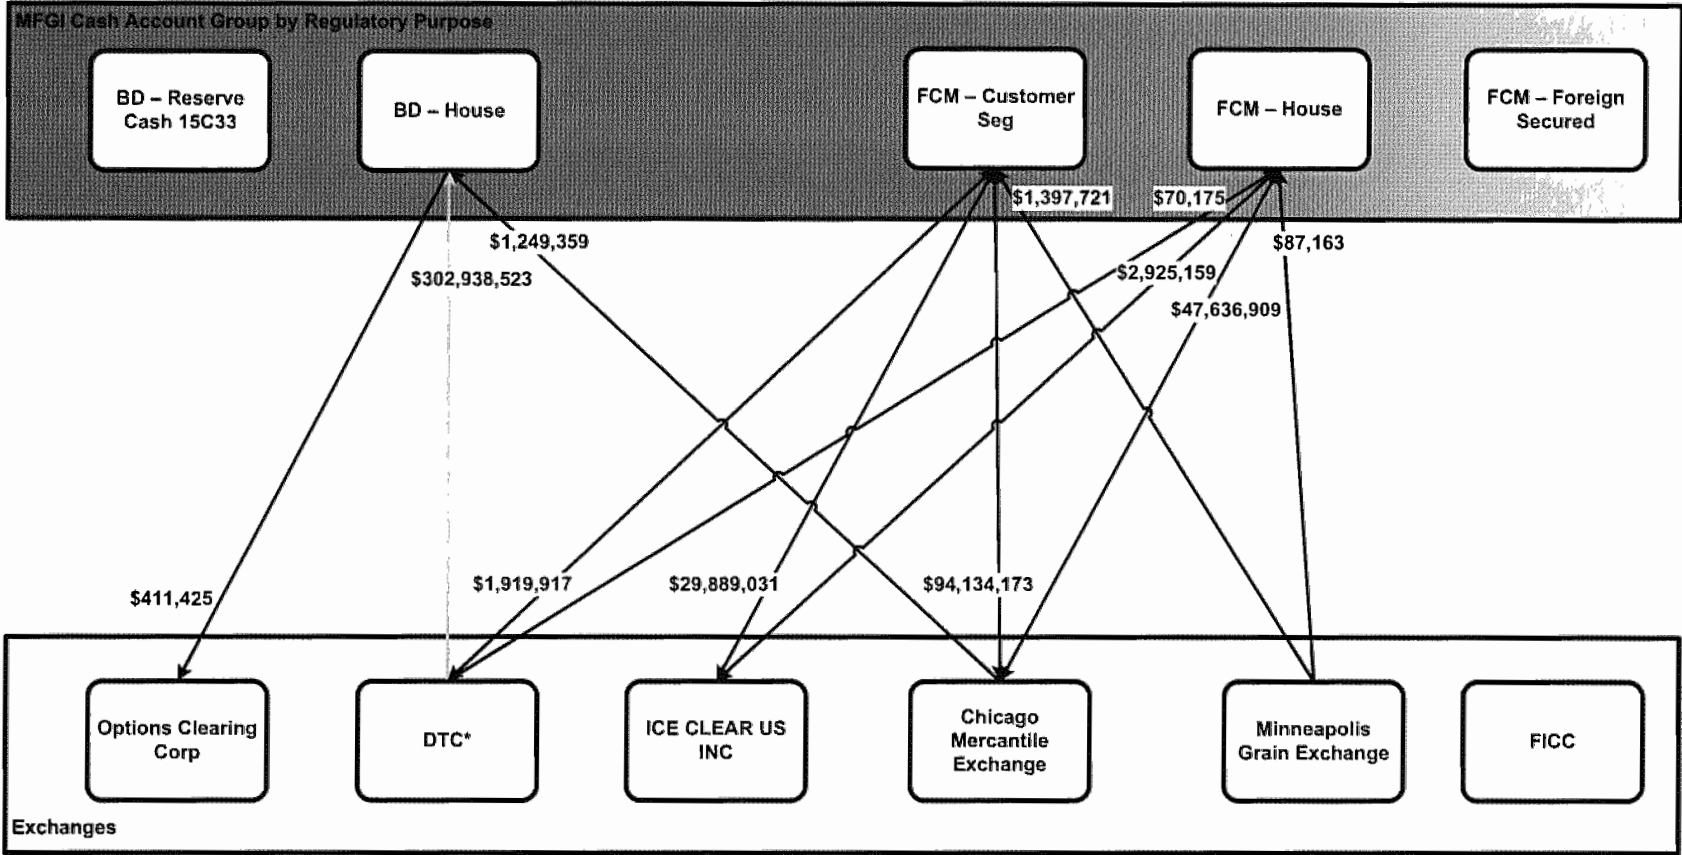 MFGI Cash Account Group by Regulatory Purpose
BD – Reserve
Cash 15C33
BD – House
FCM – Customer
Seg
FCM – House
FCM – Foreign
Secured
$1,397,721
$70,175
$1,249,359
$87,163
$302,938,523
$2,925,159
$47,636,909
$411,425
$1,919,917
$29,889,031
$94,134,173
Options Clearing
Corp
DTC*
ICE CLEAR US
INC
Chicago
Mercantile
Exchange
Minneapolis
Grain Exchange
FICC
Exchanges